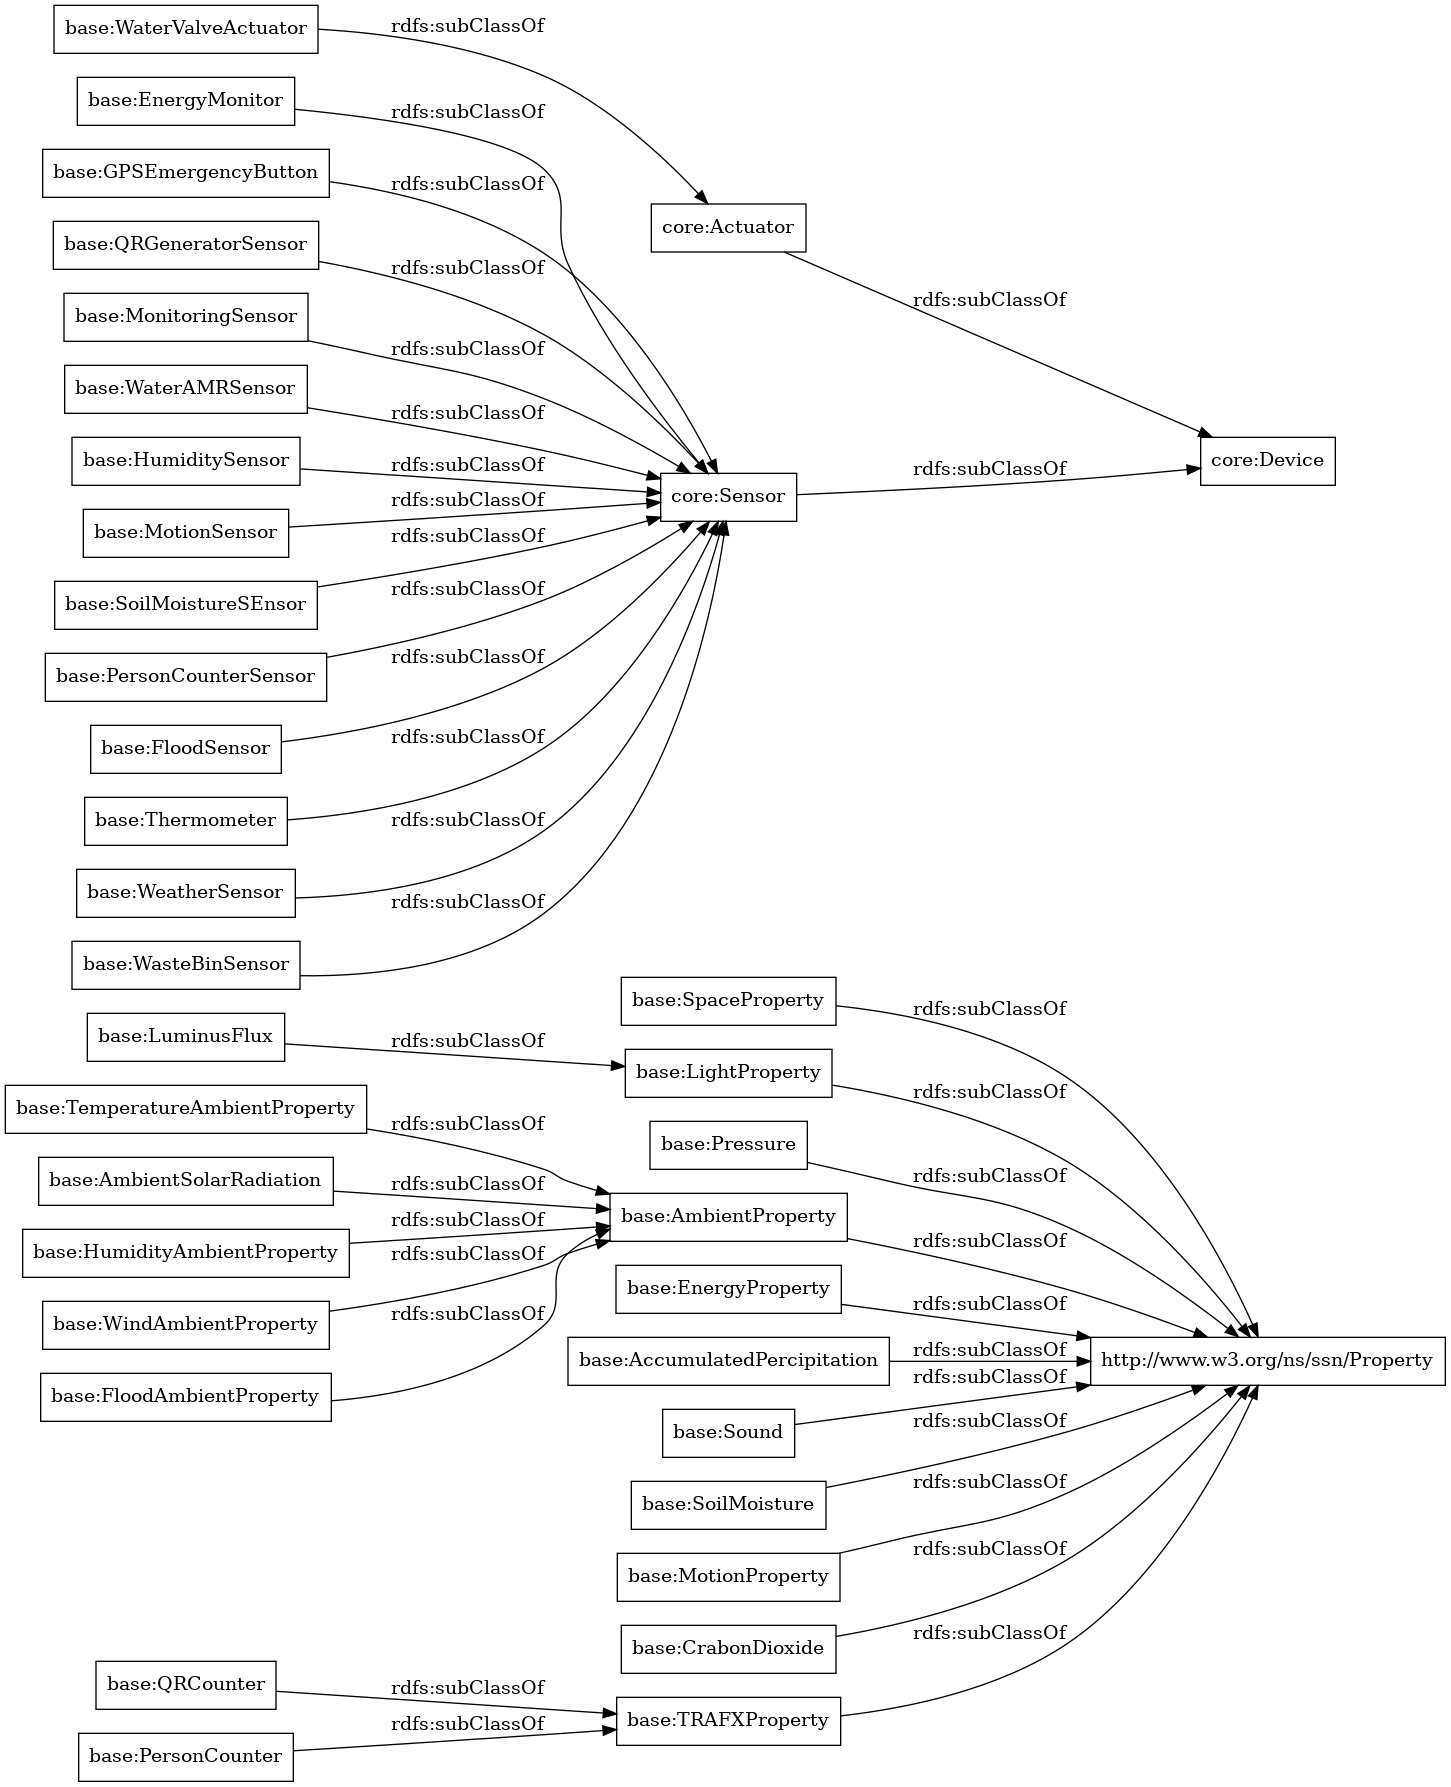 base:WaterValveActuator
rdfs:subClassOf
base:EnergyMonitor
rdfs:subClassOf
base:GPSEmergencyButton
rdfs:subClassOf
core:Actuator
base:QRGeneratorSensor
rdfs:subClassOf
rdfs:subClassOf
base:MonitoringSensor
rdfs:subClassOf
base:WaterAMRSensor
rdfs:subClassOf
base:HumiditySensor
rdfs:subClassOf
rdfs:subClassOf
core:Device
core:Sensor
rdfs:subClassOf
base:MotionSensor
rdfs:subClassOf
base:SoilMoistureSEnsor
rdfs:subClassOf
base:PersonCounterSensor
rdfs:subClassOf
base:FloodSensor
rdfs:subClassOf
base:Thermometer
rdfs:subClassOf
base:WeatherSensor
rdfs:subClassOf
base:WasteBinSensor
base:SpaceProperty
rdfs:subClassOf
base:LuminusFlux
rdfs:subClassOf
base:LightProperty
rdfs:subClassOf
base:TemperatureAmbientProperty
rdfs:subClassOf
base:Pressure
rdfs:subClassOf
base:AmbientSolarRadiation
rdfs:subClassOf
base:AmbientProperty
rdfs:subClassOf
rdfs:subClassOf
base:HumidityAmbientProperty
rdfs:subClassOf
base:EnergyProperty
rdfs:subClassOf
base:WindAmbientProperty
rdfs:subClassOf
base:AccumulatedPercipitation
rdfs:subClassOf
http://www.w3.org/ns/ssn/Property
rdfs:subClassOf
base:FloodAmbientProperty
base:Sound
rdfs:subClassOf
base:SoilMoisture
rdfs:subClassOf
base:MotionProperty
rdfs:subClassOf
base:CrabonDioxide
rdfs:subClassOf
base:QRCounter
rdfs:subClassOf
base:TRAFXProperty
rdfs:subClassOf
base:PersonCounter